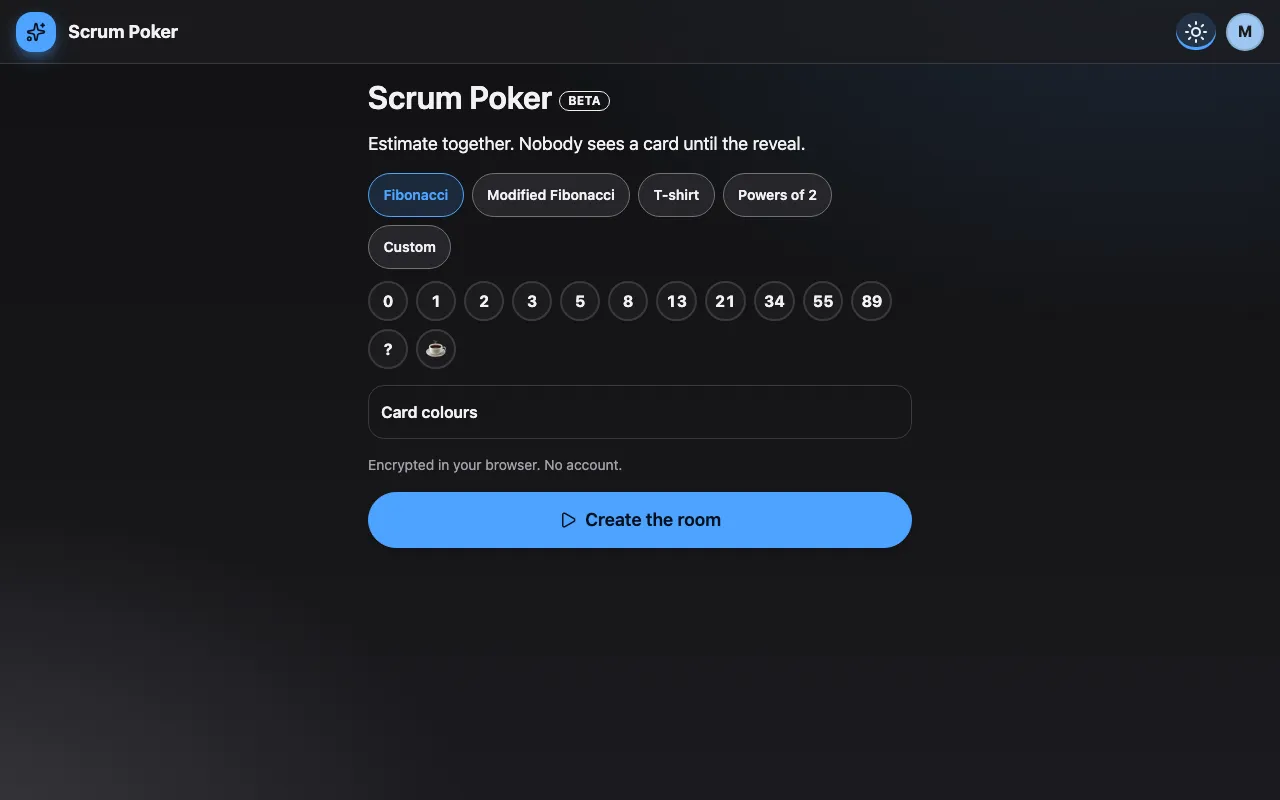 Scrum Poker
M
Scrum Poker BETA
Estimate together. Nobody sees a card until the reveal.
Fibonacci Modified Fibonacci T-shirt Powers of 2
Custom
0 1 2 3 5 8 13 21 34 55 89
? ☕
Card colours
Encrypted in your browser. No account.
Create the room